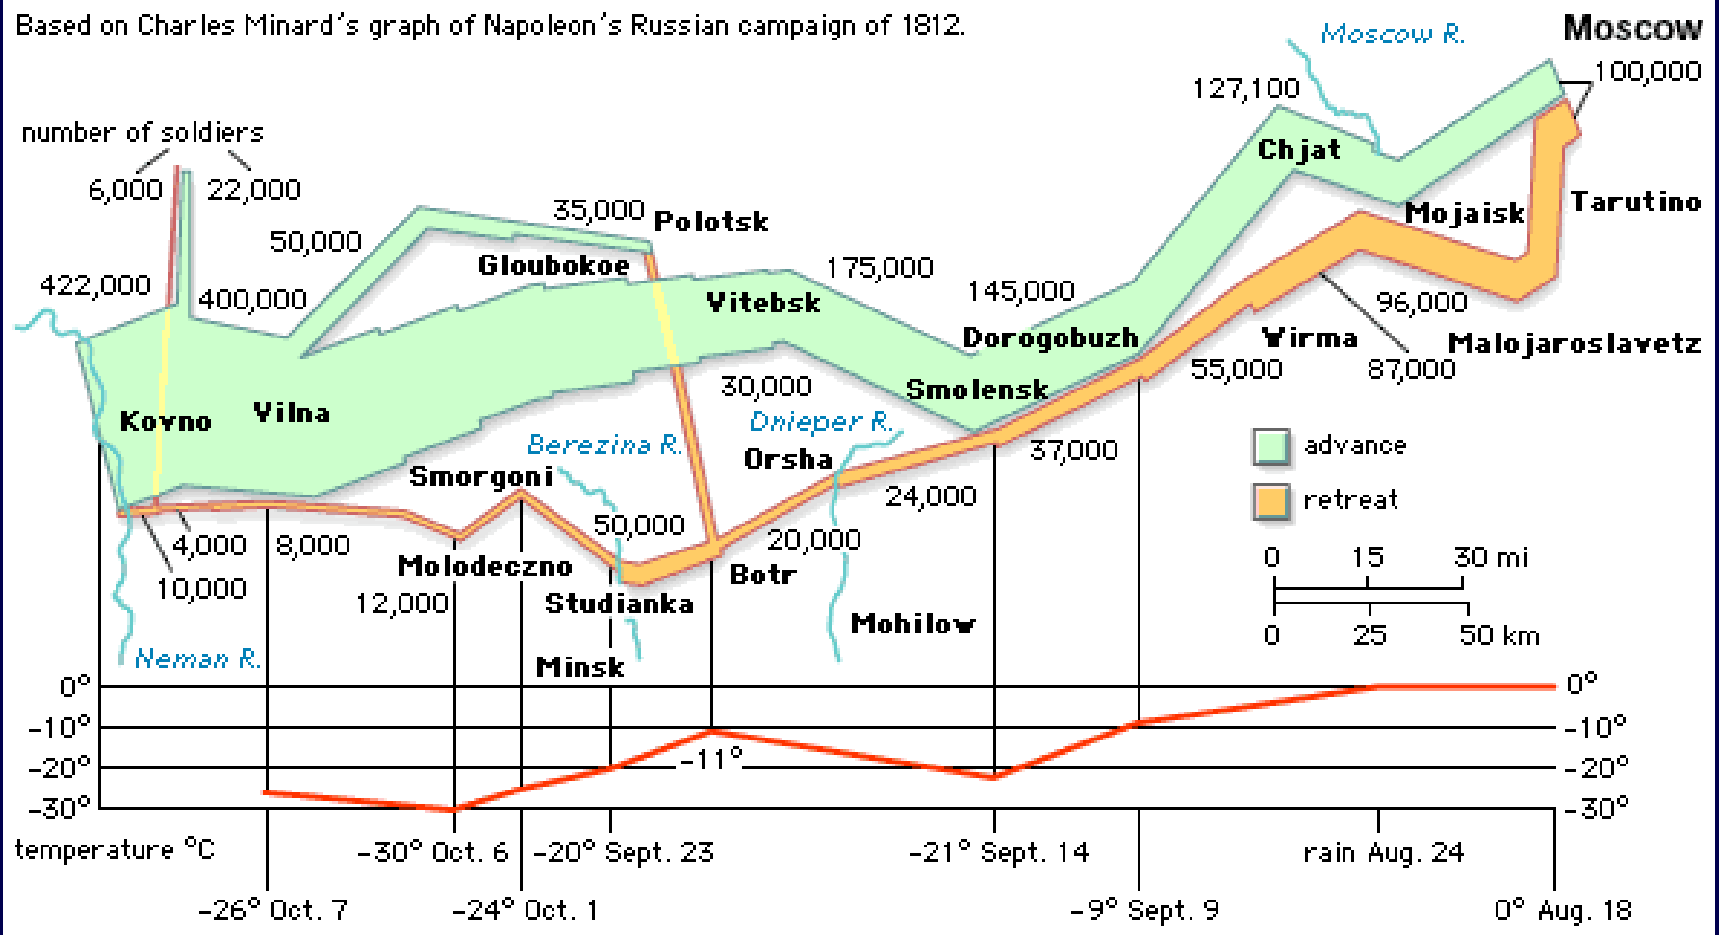 Based on Charles Minard's graph of Napoleon's Russian campaign of 1812.
Moscow R.
Moscow
100,000
127,100
number of soldiers
6,000
22,000
Chjat
50,000
35,000
Polotsk
Mojaisk
Tarutino
Gloubokoe
422,000
400,000
175,000
145,000
Vitebsk
96,000
Dorogobuzh
Wirma
Malojaroslavetz
30,000
55,000
87,000
Smolensk
Kovno
Vilna
Dnieper R.
Berezina R.
Orsha
37,000
advance
Smorgoni
24,000
retreat
50,000
20,000
4,000
8,000
Molodeczno
Botr
10,000
12,000
Studianka
Mohilow
0 15 30 mi
0 25 50 km
Neman R.
Minsk
0° 0°
-10° -10°
-11°
-20° -20°
-30° -30°
temperature °C
-30° Oct. 6
-20° Sept. 23
-21° Sept. 14
rain Aug. 24
-26° Oct. 7
-24° Oct. 1
-9° Sept. 9
0° Aug. 18